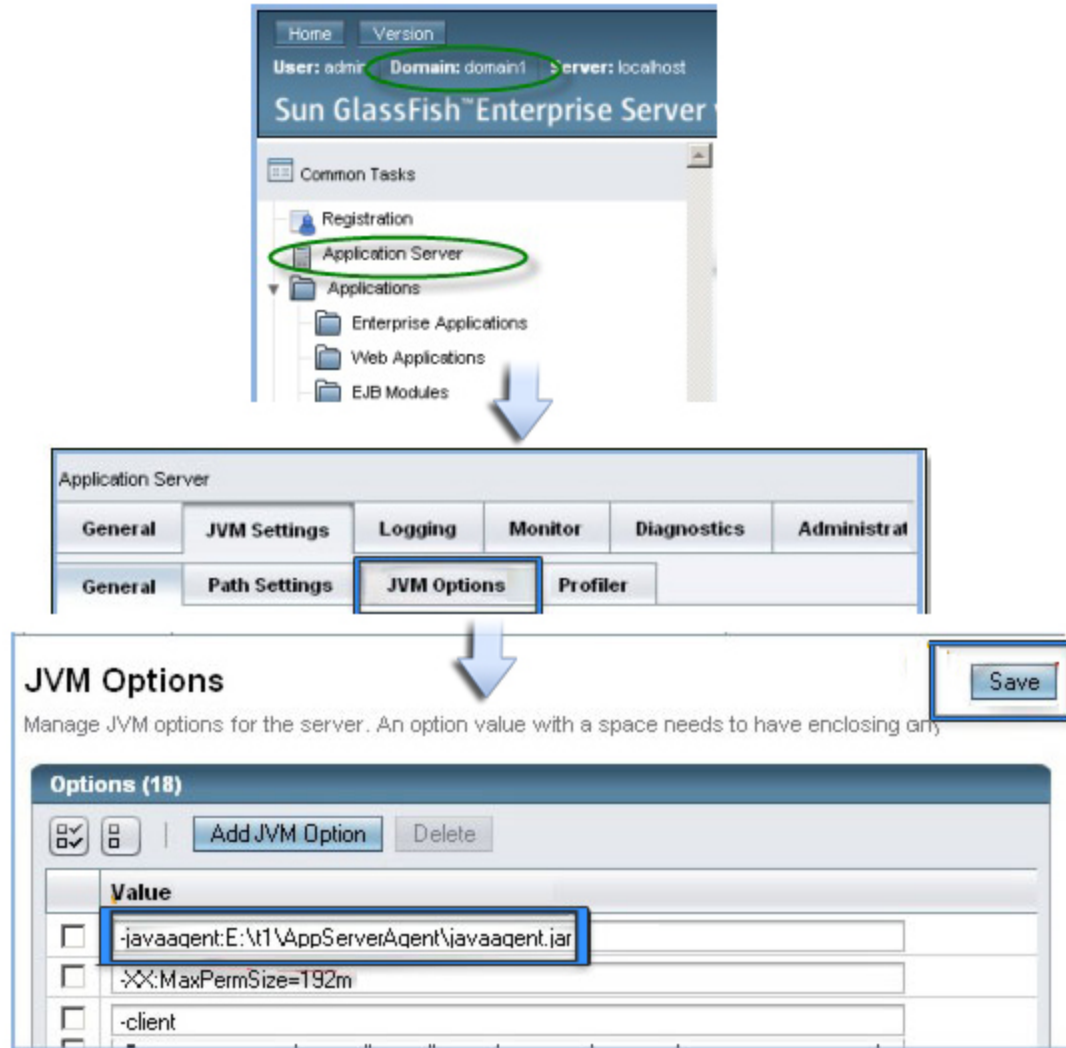 Home Version
User: admin Domain: domain1 Server: localhost
Sun GlassFish™ Enterprise Server
Common Tasks
Registration
Application Server
Applications
Enterprise Applications
Web Applications
EJB Modules
Application Server
General JVM Settings Logging Monitor Diagnostics Administrat
General Path Settings JVM Options Profiler
JVM Options
Save
Manage JVM options for the server. An option value with a space needs to have enclosing any
Options (18)
Add JVM Option Delete
Value
-javaagent:E:\t1\AppServerAgent\javaagent.jar
-XX:MaxPermSize=192m
-client